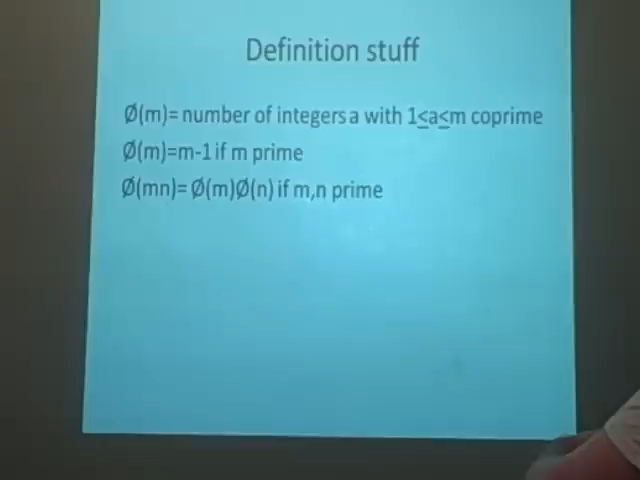 Definition stuff
Ø(m)= number of integers a with 1≤a≤m coprime
Ø(m)=m-1 if m prime
Ø(mn)= Ø(m)Ø(n) if m,n prime